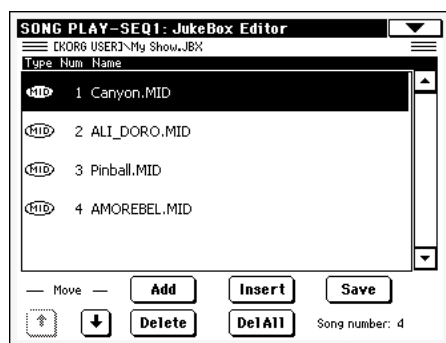 SONG PLAY-SEQ1: JukeBox Editor
[KORG USER]\My Show.JBX
Type Num Name
MID 1 Canyon.MID
MID 2 ALI_DORO.MID
MID 3 Pinball.MID
MID 4 AMOREBEL.MID
— Move — Add Insert Save
Delete DelAll Song number: 4